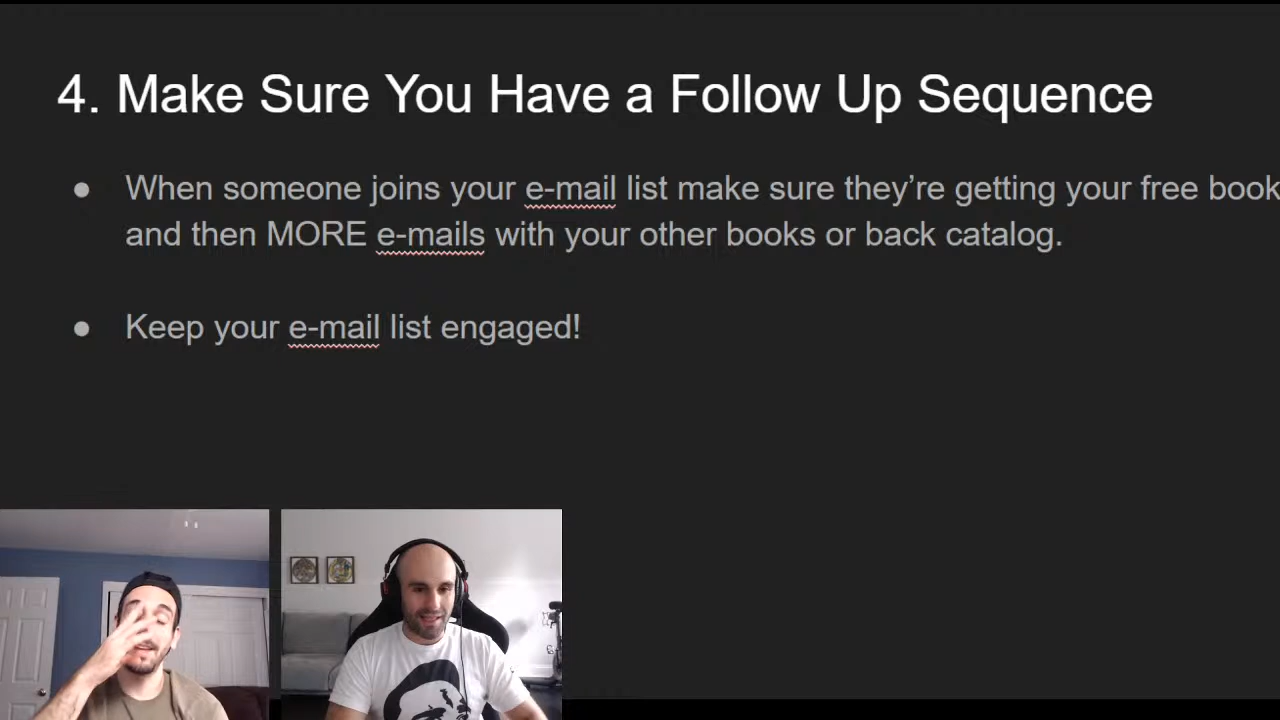 4. Make Sure You Have a Follow Up Sequence
● When someone joins your e-mail list make sure they’re getting your free book
and then MORE e-mails with your other books or back catalog.
● Keep your e-mail list engaged!